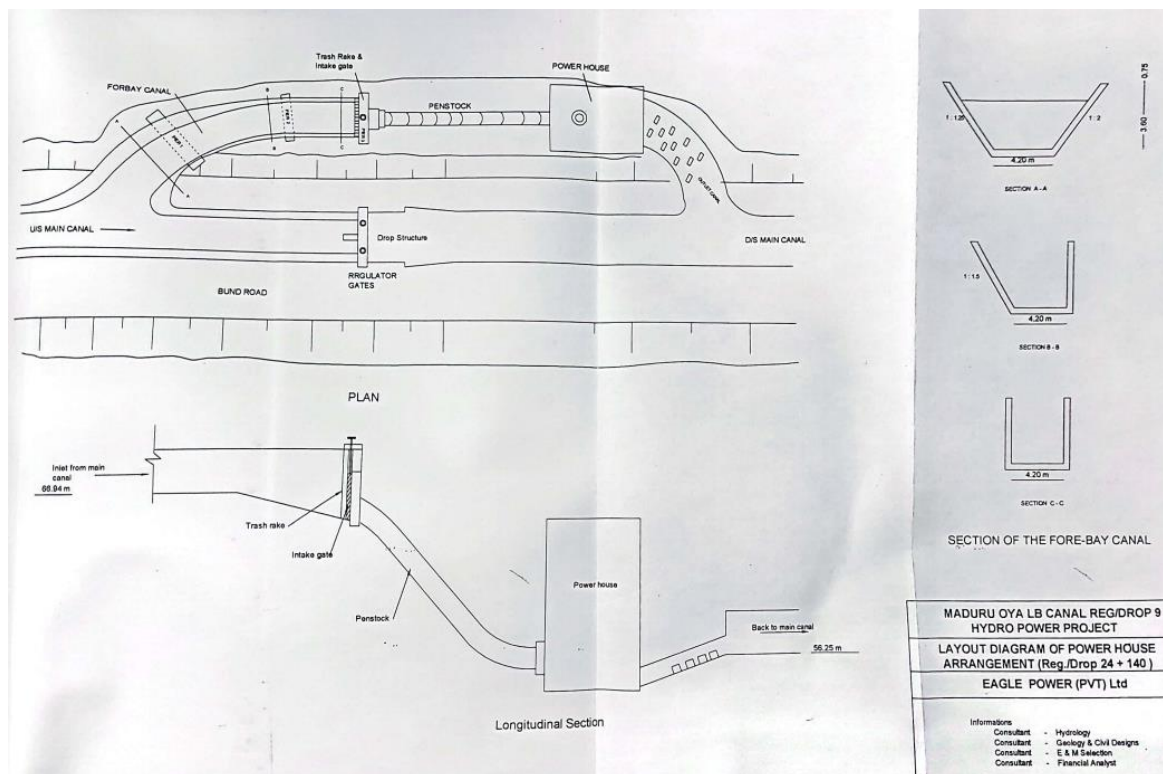 Trash Rake &
Intake gate
POWER HOUSE
FORBAY CANAL
PENSTOCK
A
B
C
A
B
C
OUTLET CANAL
U/S MAIN CANAL
Drop Structure
D/S MAIN CANAL
RRGULATOR
GATES
BUND ROAD
PLAN
Inlet from main
canal
66.94 m
Trash rake
Intake gate
Penstock
Power house
Back to main canal
56.25 m
Longitudinal Section
1 : 1.25
1 : 2
4.20 m
3.60
0.75
SECTION A - A
1 : 1.5
4.20 m
SECTION B - B
4.20 m
SECTION C - C
SECTION OF THE FORE-BAY CANAL
MADURU OYA LB CANAL REG/DROP 9
HYDRO POWER PROJECT
LAYOUT DIAGRAM OF POWER HOUSE
ARRANGEMENT (Reg./Drop 24 + 140 )
EAGLE POWER (PVT) Ltd
Informations
Consultant - Hydrology
Consultant - Geology & Civil Designs
Consultant - E & M Selection
Consultant - Financial Analyst